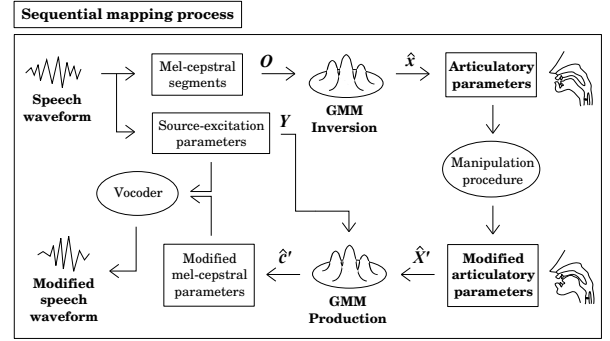 Sequential mapping process
Speech
waveform
Mel-cepstral
segments
O
GMM
Inversion
x̂
Articulatory
parameters
Source-excitation
parameters
Y
Manipulation
procedure
Vocoder
Modified
speech
waveform
Modified
mel-cepstral
parameters
ĉ'
GMM
Production
X̂'
Modified
articulatory
parameters